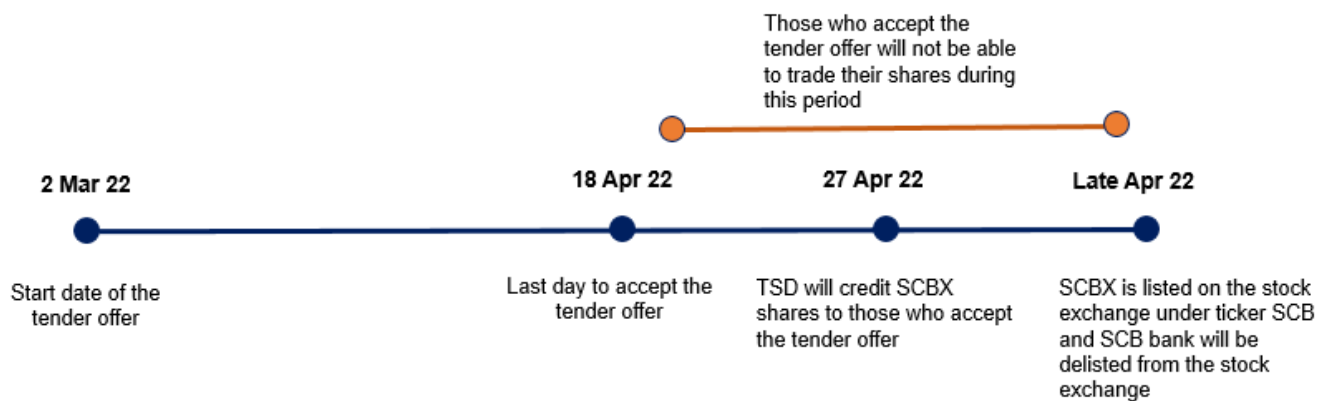 Those who accept the
tender offer will not be able
to trade their shares during
this period
2 Mar 22
18 Apr 22
27 Apr 22
Late Apr 22
Start date of the
tender offer
Last day to accept the
tender offer
TSD will credit SCBX
shares to those who accept
the tender offer
SCBX is listed on the stock
exchange under ticker SCB
and SCB bank will be
delisted from the stock
exchange